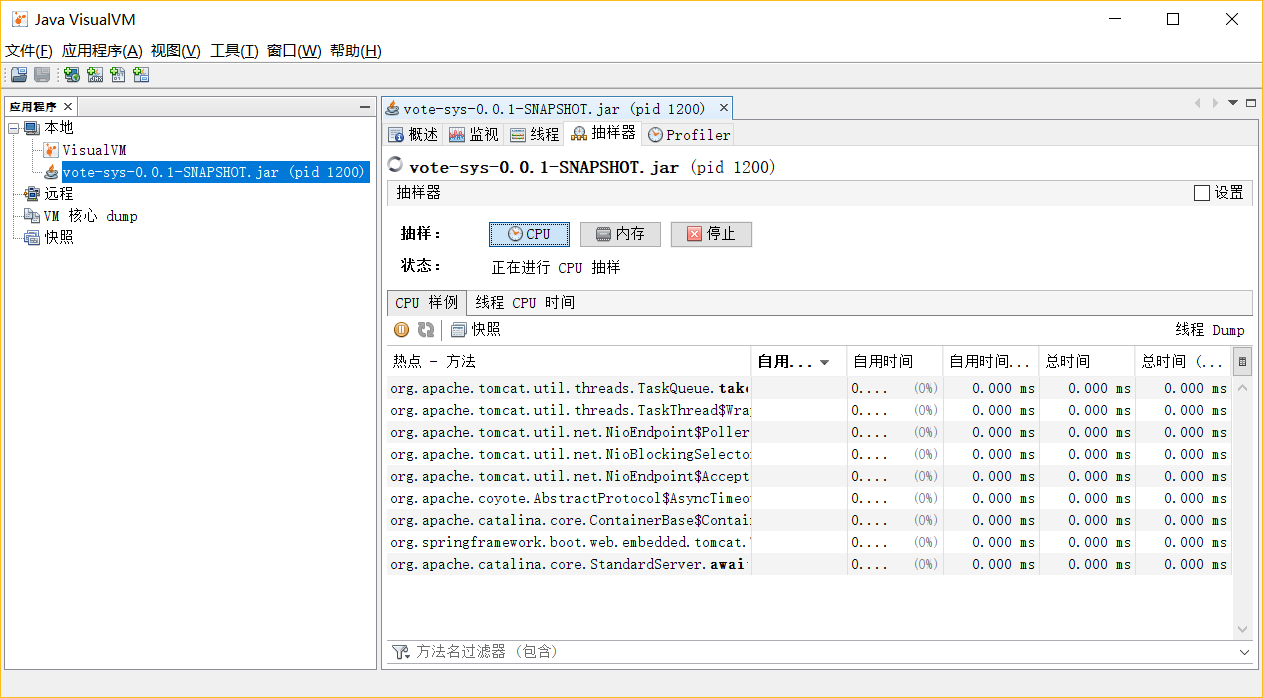 Java VisualVM
文件(F) 应用程序(A) 视图(V) 工具(T) 窗口(W) 帮助(H)
应用程序
本地
VisualVM
vote-sys-0.0.1-SNAPSHOT.jar (pid 1200)
远程
VM 核心 dump
快照
vote-sys-0.0.1-SNAPSHOT.jar (pid 1200)
概述 监视 线程 抽样器 Profiler
vote-sys-0.0.1-SNAPSHOT.jar (pid 1200)
抽样器 设置
抽样： CPU 内存 停止
状态： 正在进行 CPU 抽样
CPU 样例 线程 CPU 时间
快照 线程 Dump
热点 - 方法 自用... 自用时间 自用时间... 总时间 总时间 (...
org.apache.tomcat.util.threads.TaskQueue.take 0.... (0%) 0.000 ms 0.000 ms 0.000 ms
org.apache.tomcat.util.threads.TaskThread$Wrap 0.... (0%) 0.000 ms 0.000 ms 0.000 ms
org.apache.tomcat.util.net.NioEndpoint$Poller 0.... (0%) 0.000 ms 0.000 ms 0.000 ms
org.apache.tomcat.util.net.NioBlockingSelecto 0.... (0%) 0.000 ms 0.000 ms 0.000 ms
org.apache.tomcat.util.net.NioEndpoint$Accept 0.... (0%) 0.000 ms 0.000 ms 0.000 ms
org.apache.coyote.AbstractProtocol$AsyncTimeo 0.... (0%) 0.000 ms 0.000 ms 0.000 ms
org.apache.catalina.core.ContainerBase$Contai 0.... (0%) 0.000 ms 0.000 ms 0.000 ms
org.springframework.boot.web.embedded.tomcat. 0.... (0%) 0.000 ms 0.000 ms 0.000 ms
org.apache.catalina.core.StandardServer.awai 0.... (0%) 0.000 ms 0.000 ms 0.000 ms
方法名过滤器 (包含)